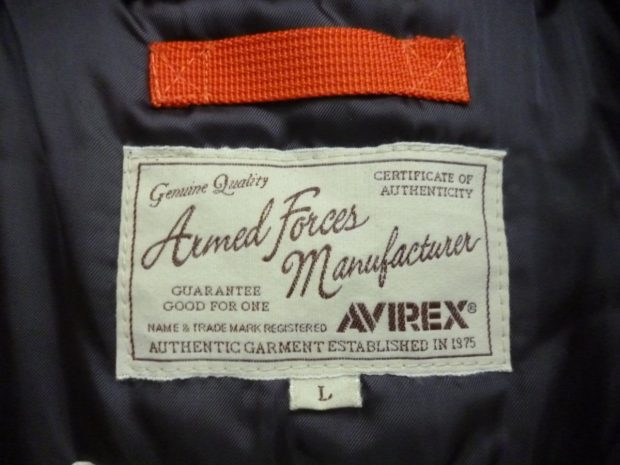 Genuine Quality
CERTIFICATE OF
AUTHENTICITY
Armed Forces
Manufacturer
GUARANTEE
GOOD FOR ONE
NAME & TRADE MARK REGISTERED
AVIREX®
AUTHENTIC GARMENT ESTABLISHED IN 1975
L